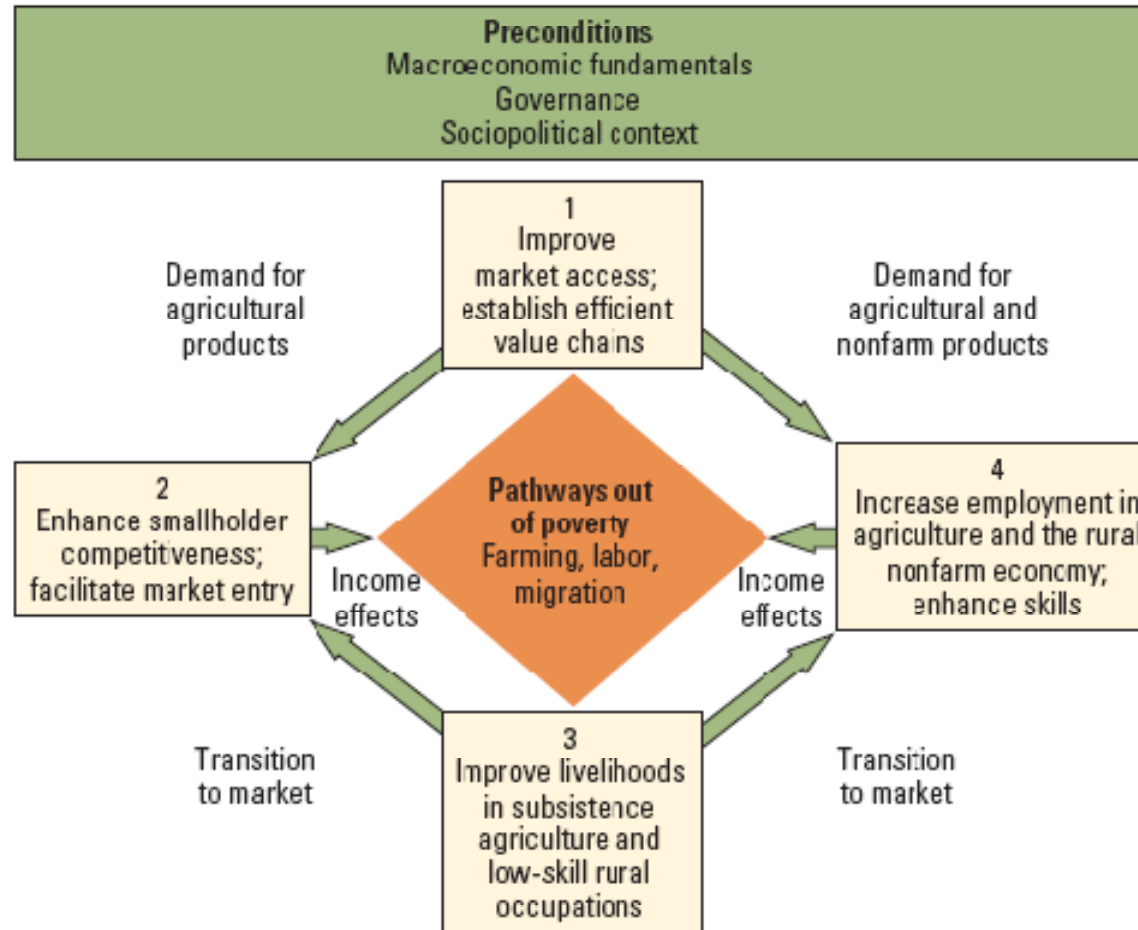 Preconditions
Macroeconomic fundamentals
Governance
Sociopolitical context
1
Improve
market access;
establish efficient
value chains
Demand for
agricultural
products
Demand for
agricultural and
nonfarm products
2
Enhance smallholder
competitiveness;
facilitate market entry
Pathways out
of poverty
Farming, labor,
migration
4
Increase employment in
agriculture and the rural
nonfarm economy;
enhance skills
Income
effects
Income
effects
3
Improve livelihoods
in subsistence
agriculture and
low-skill rural
occupations
Transition
to market
Transition
to market